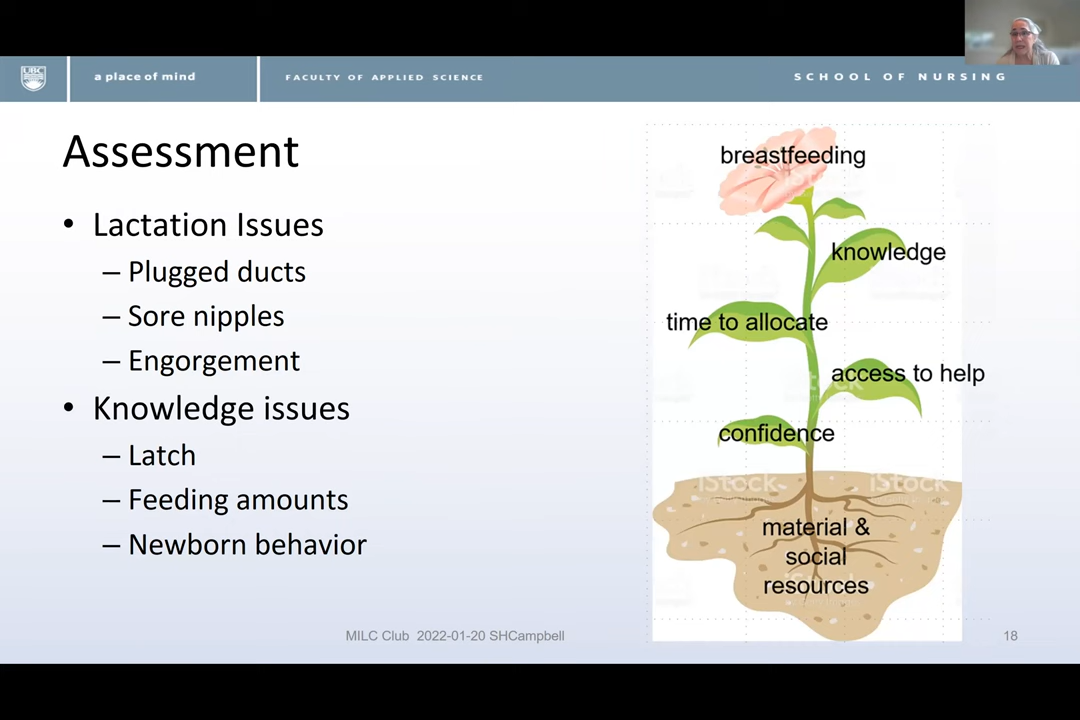 UBC
a place of mind
FACULTY OF APPLIED SCIENCE
SCHOOL OF NURSING
Assessment
• Lactation Issues
– Plugged ducts
– Sore nipples
– Engorgement
• Knowledge issues
– Latch
– Feeding amounts
– Newborn behavior
breastfeeding
knowledge
time to allocate
access to help
confidence
iStock
iStock
material &
social
resources
MILC Club 2022-01-20 SHCampbell
18